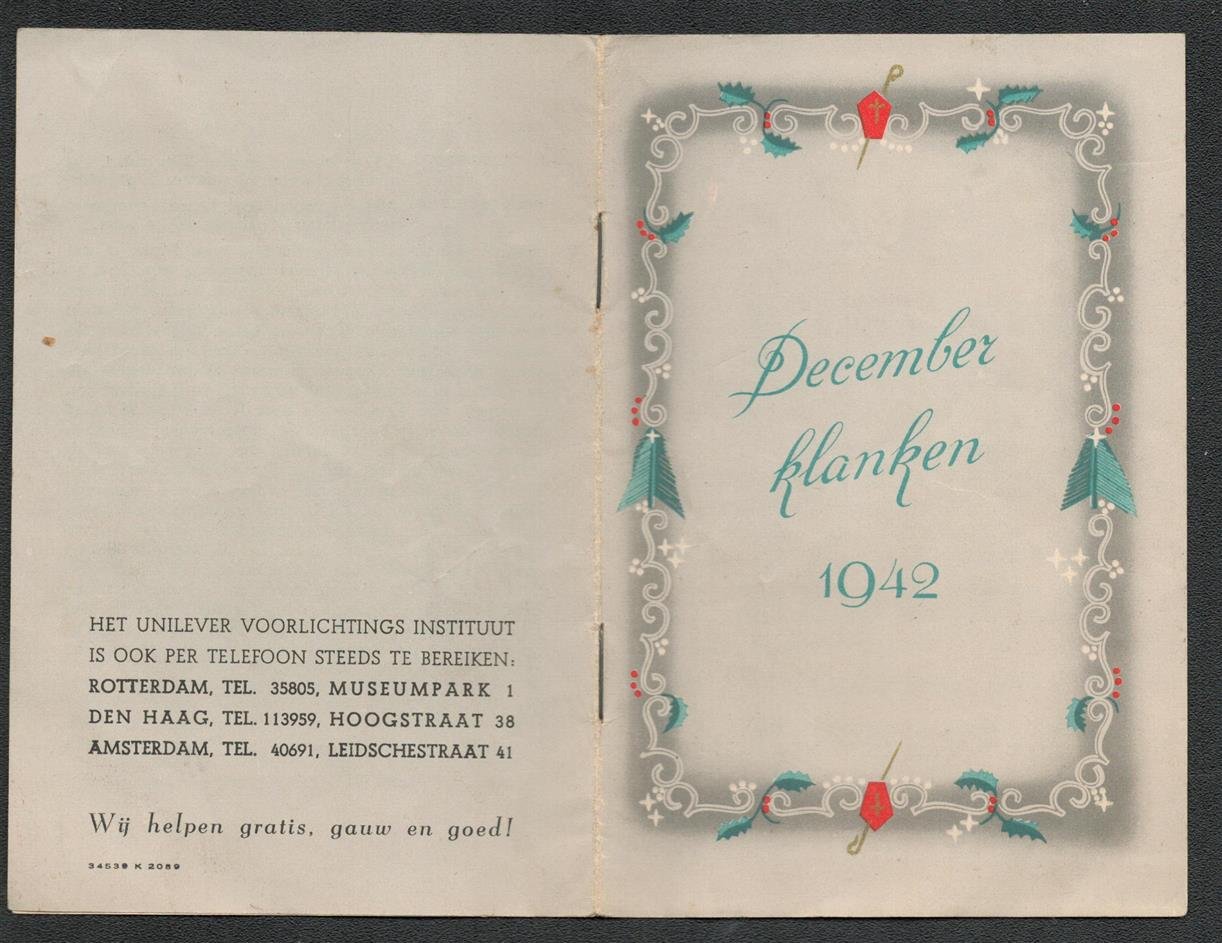 HET UNILEVER VOORLICHTINGS INSTITUUT
IS OOK PER TELEFOON STEEDS TE BEREIKEN:
ROTTERDAM, TEL. 35805, MUSEUMPARK 1
DEN HAAG, TEL. 113959, HOOGSTRAAT 38
AMSTERDAM, TEL. 40691, LEIDSCHESTRAAT 41
Wij helpen gratis, gauw en goed!
34539 K 2089
December
klanken
1942